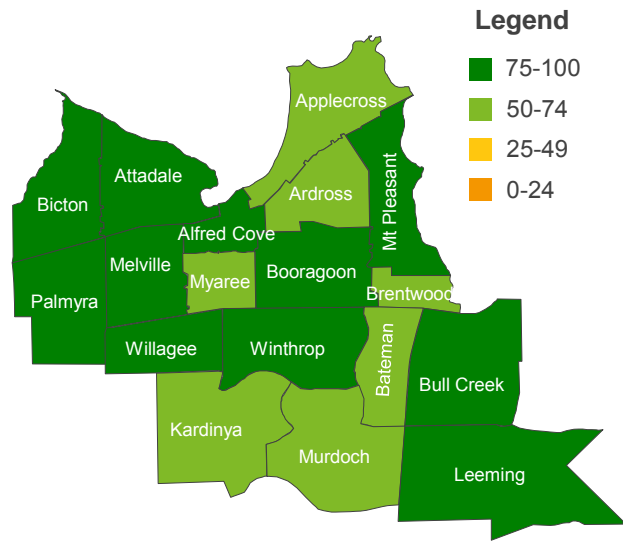 Legend
75-100
50-74
25-49
0-24
Applecross
Attadale
Ardross
Bicton
Mt Pleasant
Alfred Cove
Melville
Booragoon
Myaree
Brentwood
Palmyra
Willagee
Winthrop
Bateman
Bull Creek
Kardinya
Murdoch
Leeming